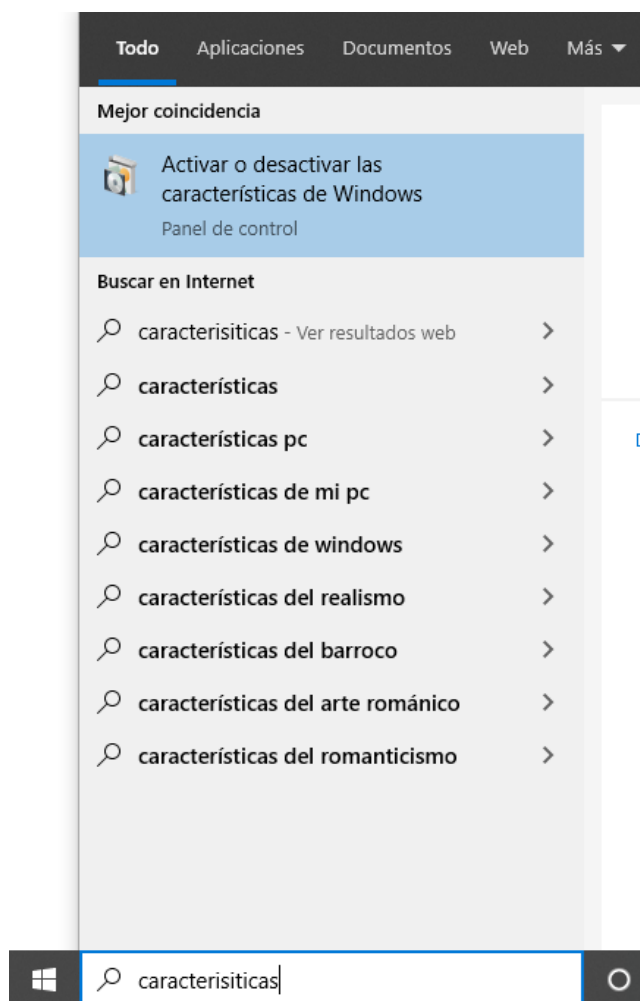 Todo Aplicaciones Documentos Web Más
Mejor coincidencia
Activar o desactivar las
características de Windows
Panel de control
Buscar en Internet
caracterisiticas - Ver resultados web
características
características pc
características de mi pc
características de windows
características del realismo
características del barroco
características del arte románico
características del romanticismo
caracterisiticas